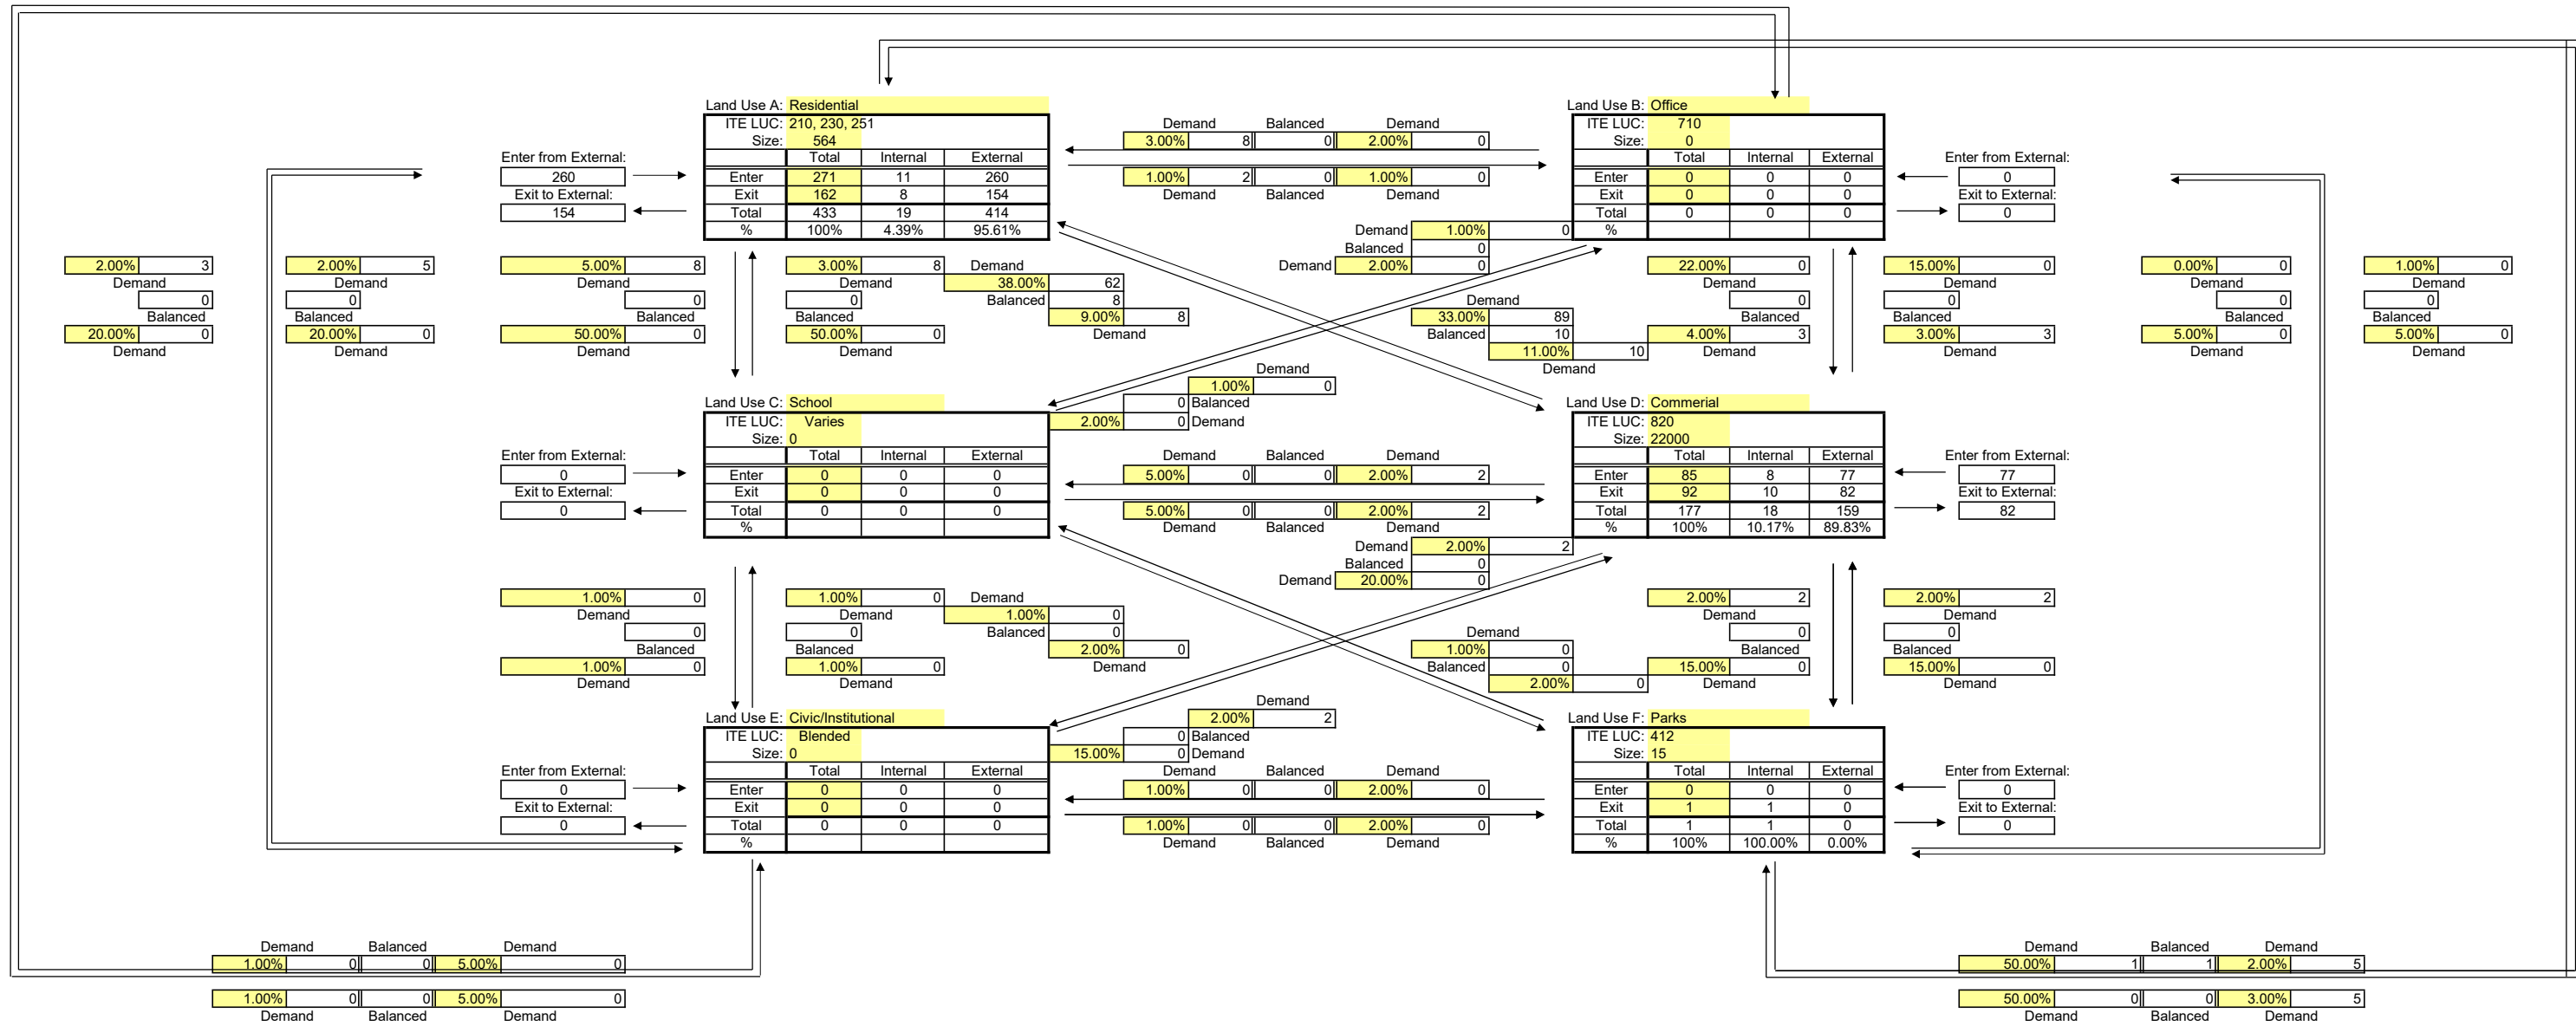 Land Use A: Residential
ITE LUC: 210, 230, 251
Size: 564
Total Internal External
Enter 271 11 260
Exit 162 8 154
Total 433 19 414
% 100% 4.39% 95.61%
Enter from External:
260
Exit to External:
154
Demand Balanced Demand
3.00% 8 0 2.00% 0
1.00% 2 0 1.00% 0
Demand Balanced Demand
Land Use B: Office
ITE LUC: 710
Size: 0
Total Internal External
Enter 0 0 0
Exit 0 0 0
Total 0 0 0
%
Enter from External:
0
Exit to External:
0
Demand 1.00% 0
Balanced 0
Demand 2.00% 0
2.00% 3
Demand
0
Balanced
20.00% 0
Demand
2.00% 5
Demand
0
Balanced
20.00% 0
Demand
5.00% 8
Demand
0
Balanced
50.00% 0
Demand
3.00% 8
Demand
0
Balanced
50.00% 0
Demand
Demand
38.00% 62
Balanced 8
9.00% 8
Demand
Demand
33.00% 89
Balanced 10
11.00% 10
Demand
22.00% 0
Demand
0
Balanced
4.00% 3
Demand
15.00% 0
Demand
0
Balanced
3.00% 3
Demand
0.00% 0
Demand
0
Balanced
5.00% 0
Demand
1.00% 0
Demand
0
Balanced
5.00% 0
Demand
Demand
1.00% 0
0 Balanced
2.00% 0 Demand
Land Use C: School
ITE LUC: Varies
Size: 0
Total Internal External
Enter 0 0 0
Exit 0 0 0
Total 0 0 0
%
Enter from External:
0
Exit to External:
0
Demand Balanced Demand
5.00% 0 0 2.00% 2
5.00% 0 0 2.00% 2
Demand Balanced Demand
Land Use D: Commerial
ITE LUC: 820
Size: 22000
Total Internal External
Enter 85 8 77
Exit 92 10 82
Total 177 18 159
% 100% 10.17% 89.83%
Enter from External:
77
Exit to External:
82
Demand 2.00% 2
Balanced 0
Demand 20.00% 0
1.00% 0
Demand
0
Balanced
1.00% 0
Demand
1.00% 0
Demand
0
Balanced
1.00% 0
Demand
Demand
1.00% 0
Balanced 0
2.00% 0
Demand
Demand
1.00% 0
Balanced 0
2.00% 0
2.00% 2
Demand
0
Balanced
15.00% 0
Demand
2.00% 2
Demand
0
Balanced
15.00% 0
Demand
Demand
2.00% 2
0 Balanced
15.00% 0 Demand
Land Use E: Civic/Institutional
ITE LUC: Blended
Size: 0
Total Internal External
Enter 0 0 0
Exit 0 0 0
Total 0 0 0
%
Enter from External:
0
Exit to External:
0
Demand Balanced Demand
1.00% 0 0 2.00% 0
1.00% 0 0 2.00% 0
Demand Balanced Demand
Land Use F: Parks
ITE LUC: 412
Size: 15
Total Internal External
Enter 0 0 0
Exit 1 1 0
Total 1 1 0
% 100% 100.00% 0.00%
Enter from External:
0
Exit to External:
0
Demand Balanced Demand
1.00% 0 0 5.00% 0
1.00% 0 0 5.00% 0
Demand Balanced Demand
Demand Balanced Demand
50.00% 1 1 2.00% 5
50.00% 0 0 3.00% 5
Demand Balanced Demand